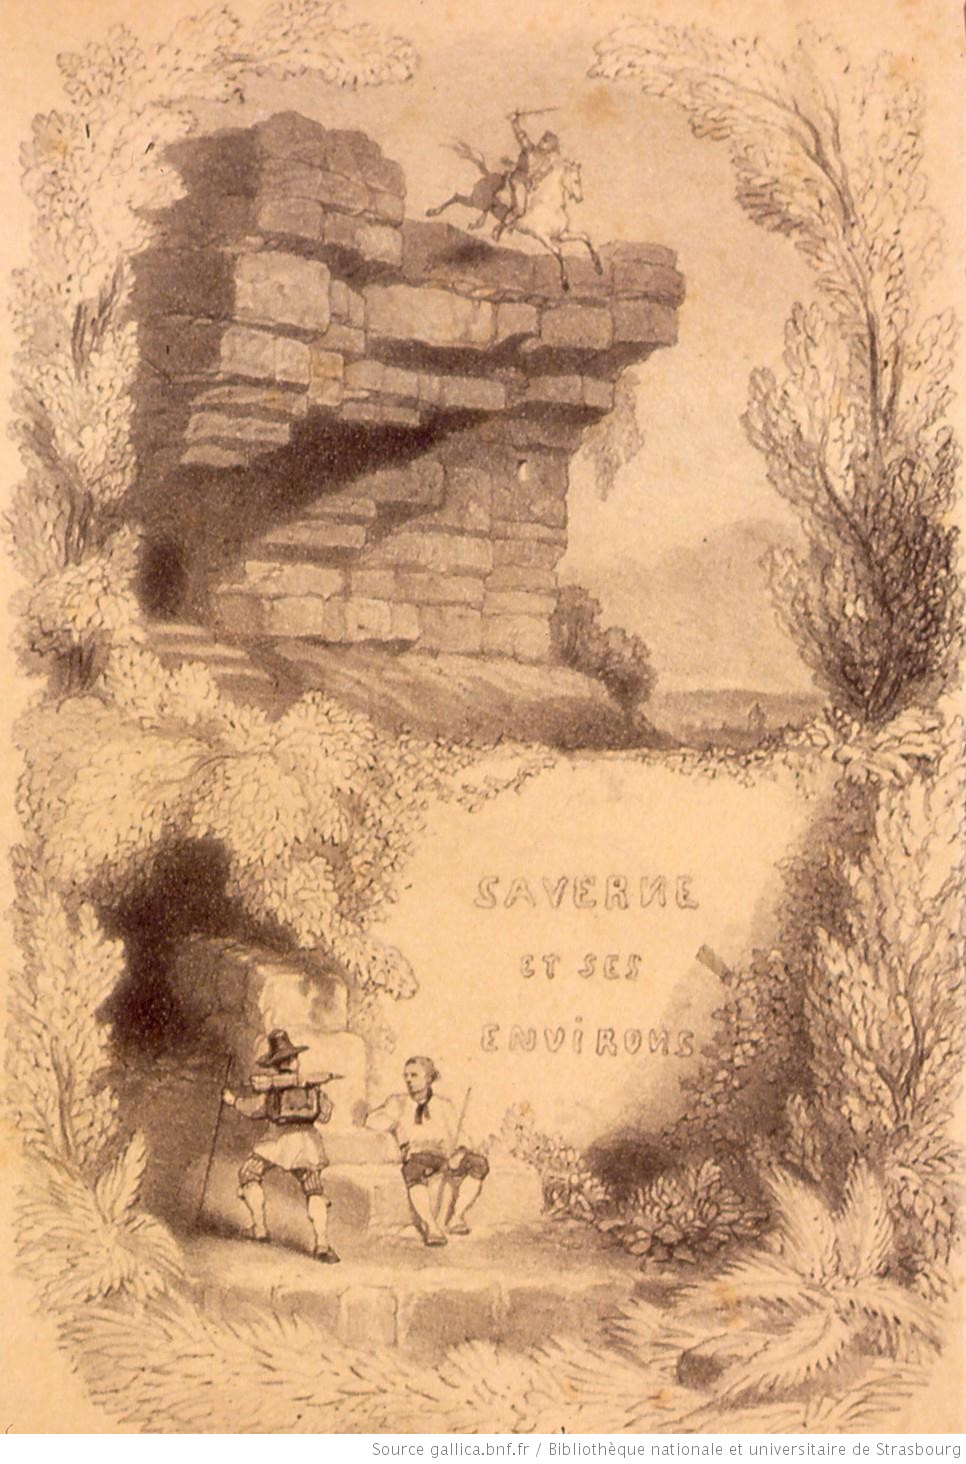 SAVERNE
ET SES
ENVIRONS
Source gallica.bnf.fr / Bibliothèque nationale et universitaire de Strasbourg